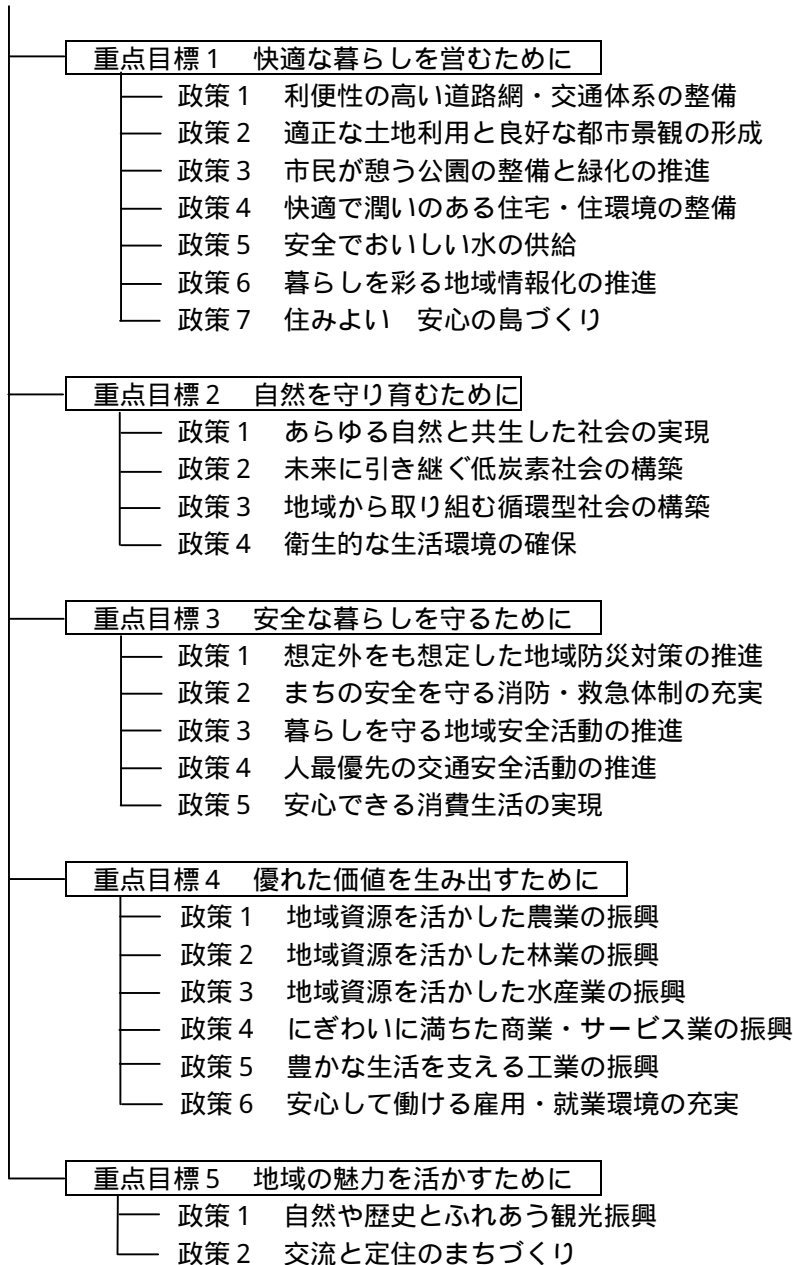 重点目標１　快適な暮らしを営むために
政策１　利便性の高い道路網・交通体系の整備
政策２　適正な土地利用と良好な都市景観の形成
政策３　市民が憩う公園の整備と緑化の推進
政策４　快適で潤いのある住宅・住環境の整備
政策５　安全でおいしい水の供給
政策６　暮らしを彩る地域情報化の推進
政策７　住みよい　安心の島づくり
重点目標２　自然を守り育むために
政策１　あらゆる自然と共生した社会の実現
政策２　未来に引き継ぐ低炭素社会の構築
政策３　地域から取り組む循環型社会の構築
政策４　衛生的な生活環境の確保
重点目標３　安全な暮らしを守るために
政策１　想定外をも想定した地域防災対策の推進
政策２　まちの安全を守る消防・救急体制の充実
政策３　暮らしを守る地域安全活動の推進
政策４　人最優先の交通安全活動の推進
政策５　安心できる消費生活の実現
重点目標４　優れた価値を生み出すために
政策１　地域資源を活かした農業の振興
政策２　地域資源を活かした林業の振興
政策３　地域資源を活かした水産業の振興
政策４　にぎわいに満ちた商業・サービス業の振興
政策５　豊かな生活を支える工業の振興
政策６　安心して働ける雇用・就業環境の充実
重点目標５　地域の魅力を活かすために
政策１　自然や歴史とふれあう観光振興
政策２　交流と定住のまちづくり